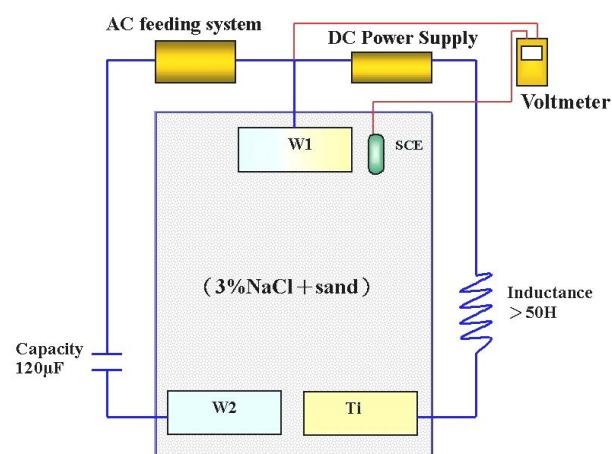 AC feeding system
DC Power Supply
Voltmeter
W1
SCE
（3%NaCl＋sand）
Inductance
＞50H
Capacity
120μF
W2
Ti